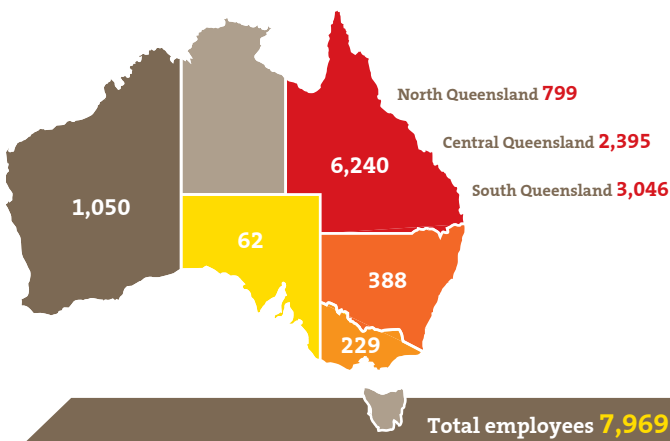 North Queensland 799
Central Queensland 2,395
6,240
South Queensland 3,046
1,050
62
388
229
Total employees 7,969